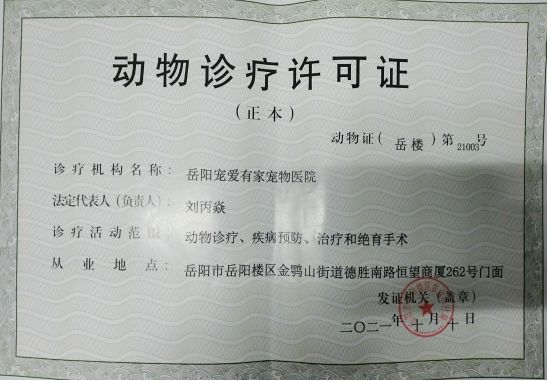 动物诊疗许可证
(正本)
动物证(岳楼)第21003号
诊疗机构名称: 岳阳宠爱有家宠物医院
法定代表人(负责人): 刘丙焱
诊疗活动范围: 动物诊疗、疾病预防、治疗和绝育手术
从业地点: 岳阳市岳阳楼区金鹗山街道德胜南路恒望商厦262号门面
发证机关(盖章)
二〇二一年十月十日